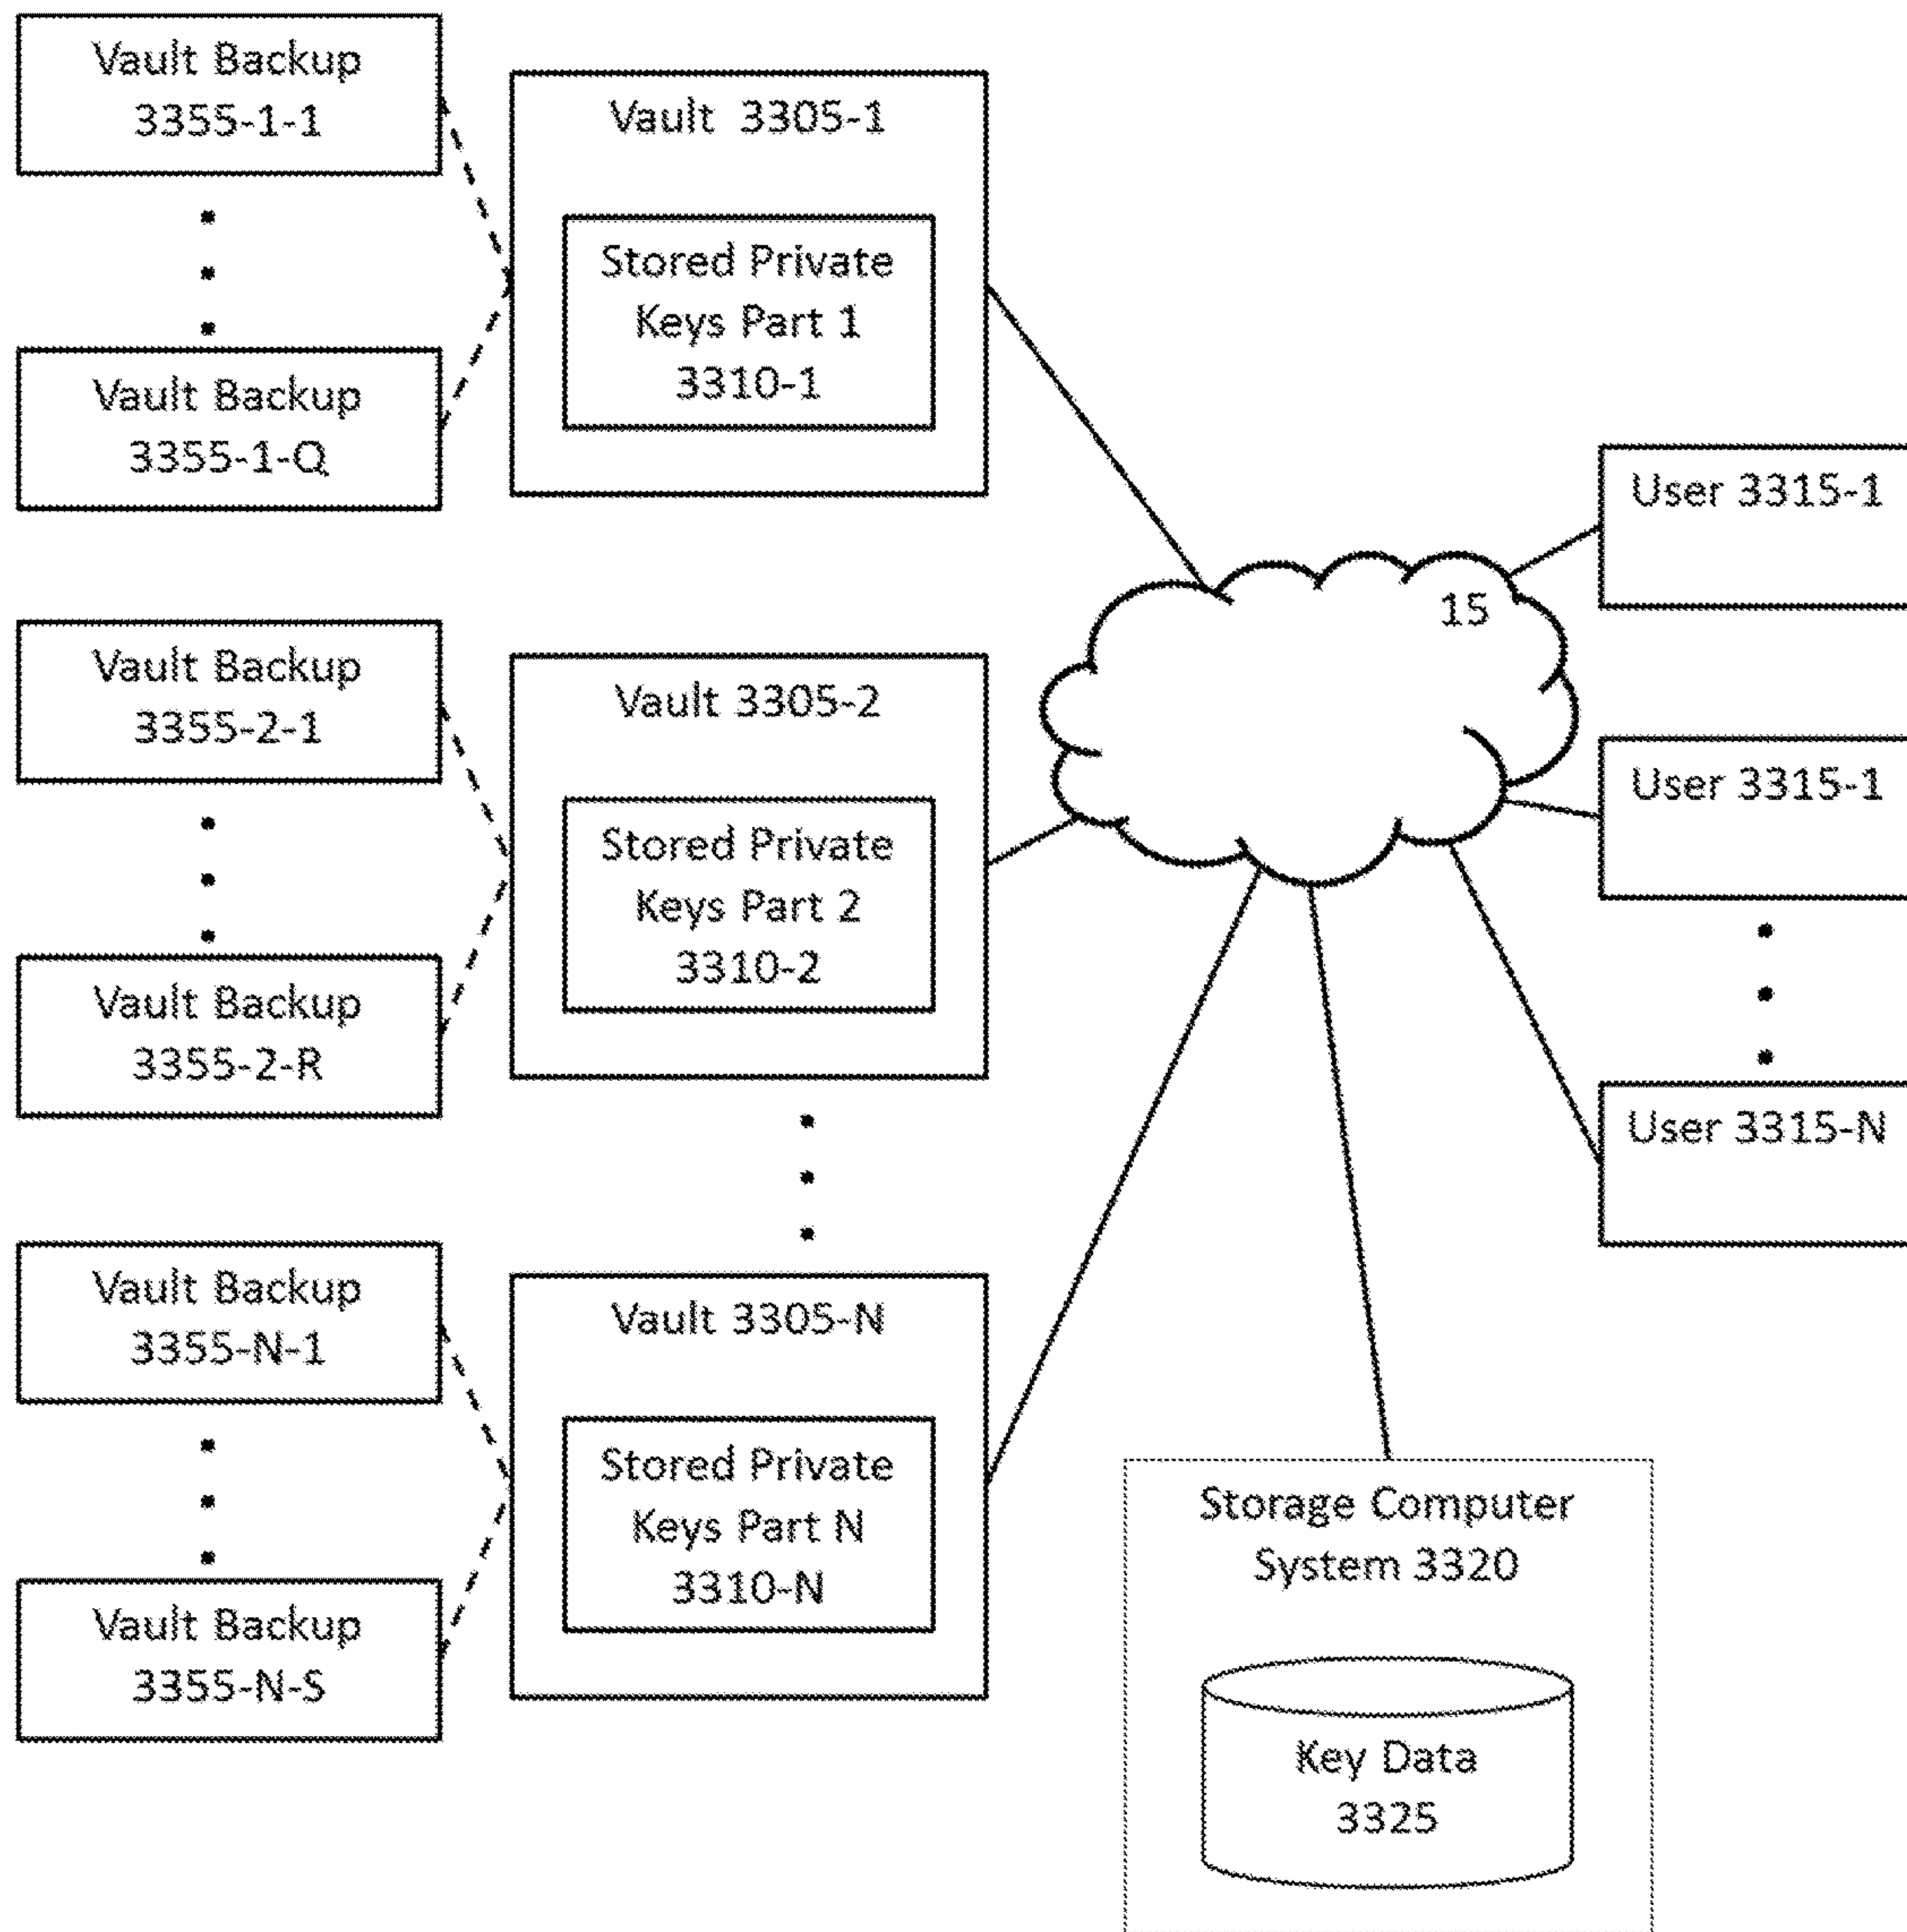 Vault Backup
3355-1-1
Vault Backup
3355-1-Q
Vault 3305-1
Stored Private
Keys Part 1
3310-1
Vault Backup
3355-2-1
Vault Backup
3355-2-R
Vault 3305-2
Stored Private
Keys Part 2
3310-2
Vault Backup
3355-N-1
Vault Backup
3355-N-S
Vault 3305-N
Stored Private
Keys Part N
3310-N
15
User 3315-1
User 3315-1
User 3315-N
Storage Computer
System 3320
Key Data
3325